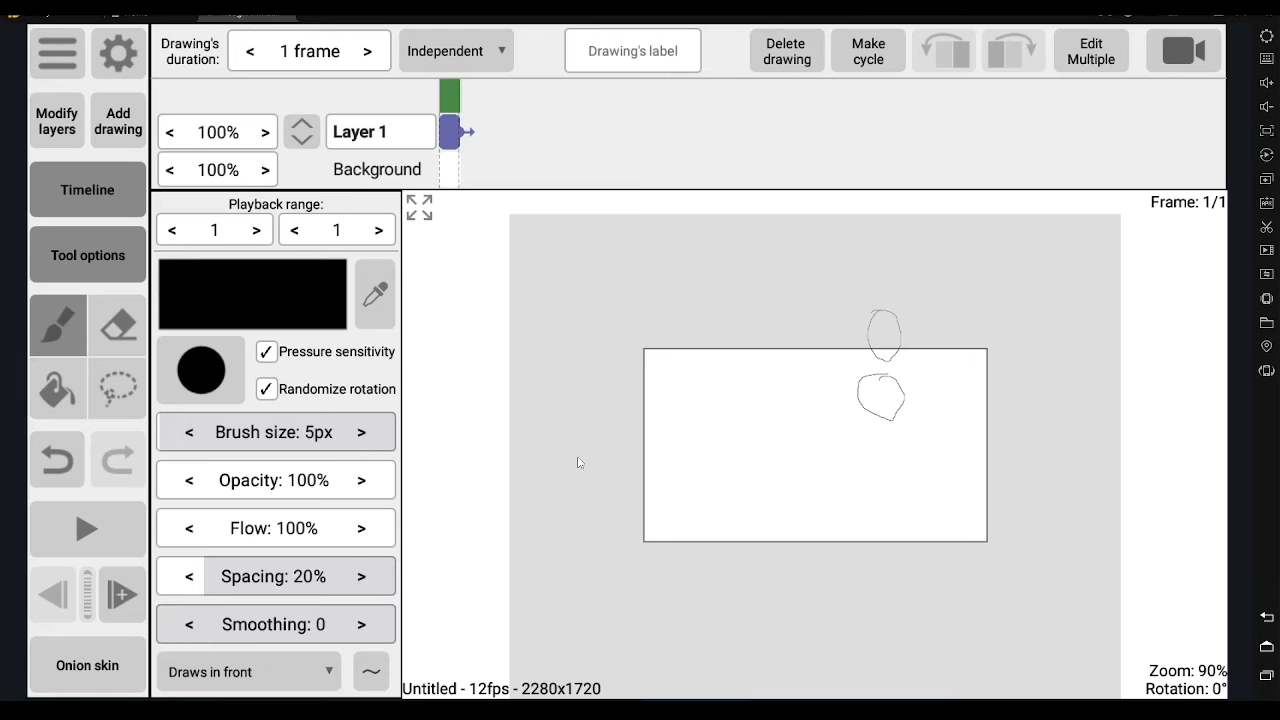 Drawing's duration:
< 1 frame >
Independent
Drawing's label
Delete drawing
Make cycle
Edit Multiple
Modify layers
Add drawing
< 100% >
Layer 1
< 100% >
Background
Timeline
Tool options
Playback range:
< 1 >
< 1 >
Frame: 1/1
Pressure sensitivity
Randomize rotation
< Brush size: 5px >
< Opacity: 100% >
< Flow: 100% >
< Spacing: 20% >
< Smoothing: 0 >
Onion skin
Draws in front
Untitled - 12fps - 2280x1720
Zoom: 90%
Rotation: 0°